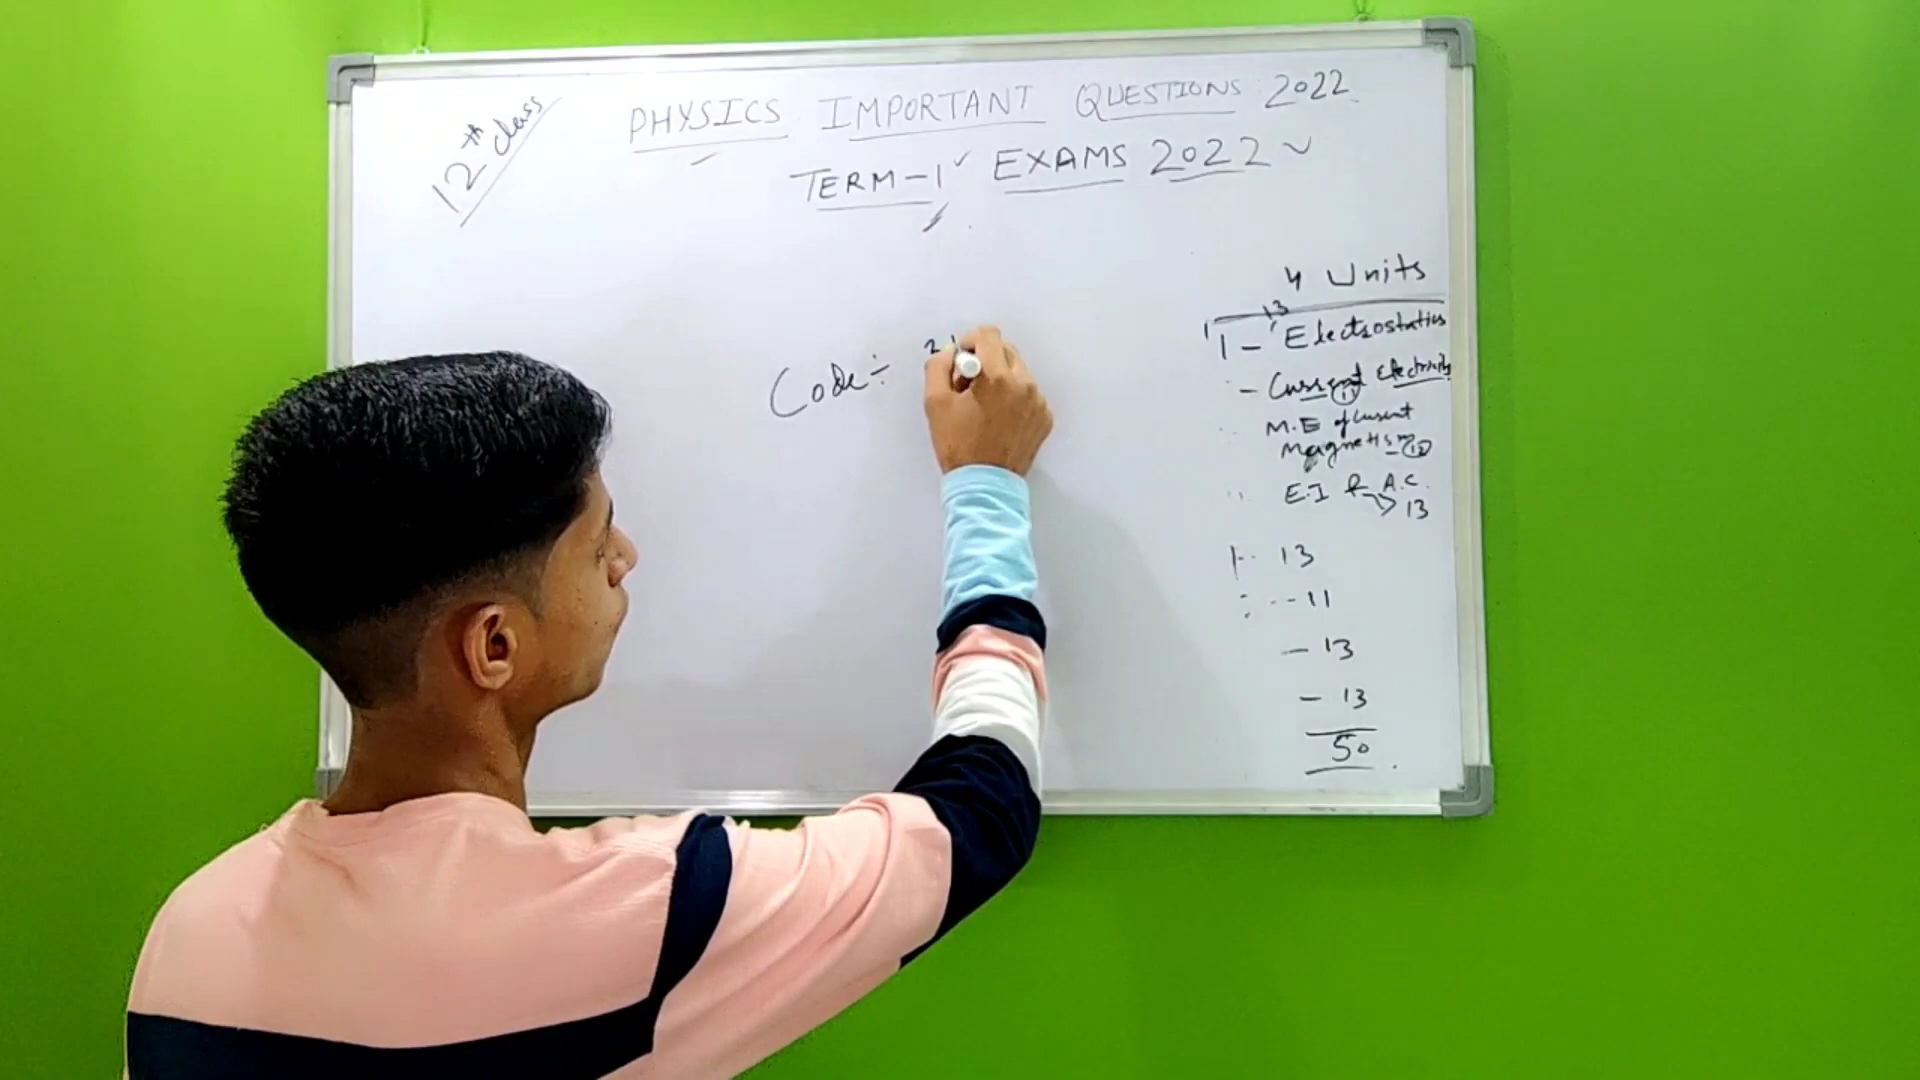 12th class
PHYSICS IMPORTANT QUESTIONS 2022
TERM-1 EXAMS 2022
Code ÷
4 Units
13
1 - Electrostatics
- Current Electricity
11
M.E of Current
Magnetism -
E.I & A.C.
13
1- 13
-- 11
- 13
- 13
50